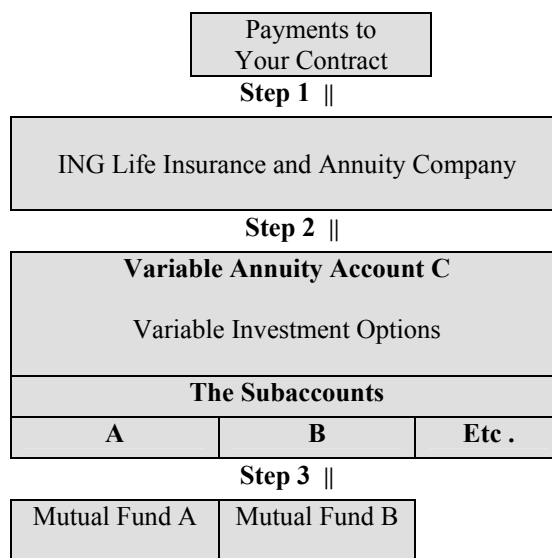 Payments to
Your Contract
Step 1 ||
ING Life Insurance and Annuity Company
Step 2 ||
Variable Annuity Account C
Variable Investment Options
The Subaccounts
A B Etc .
Step 3 ||
Mutual Fund A Mutual Fund B